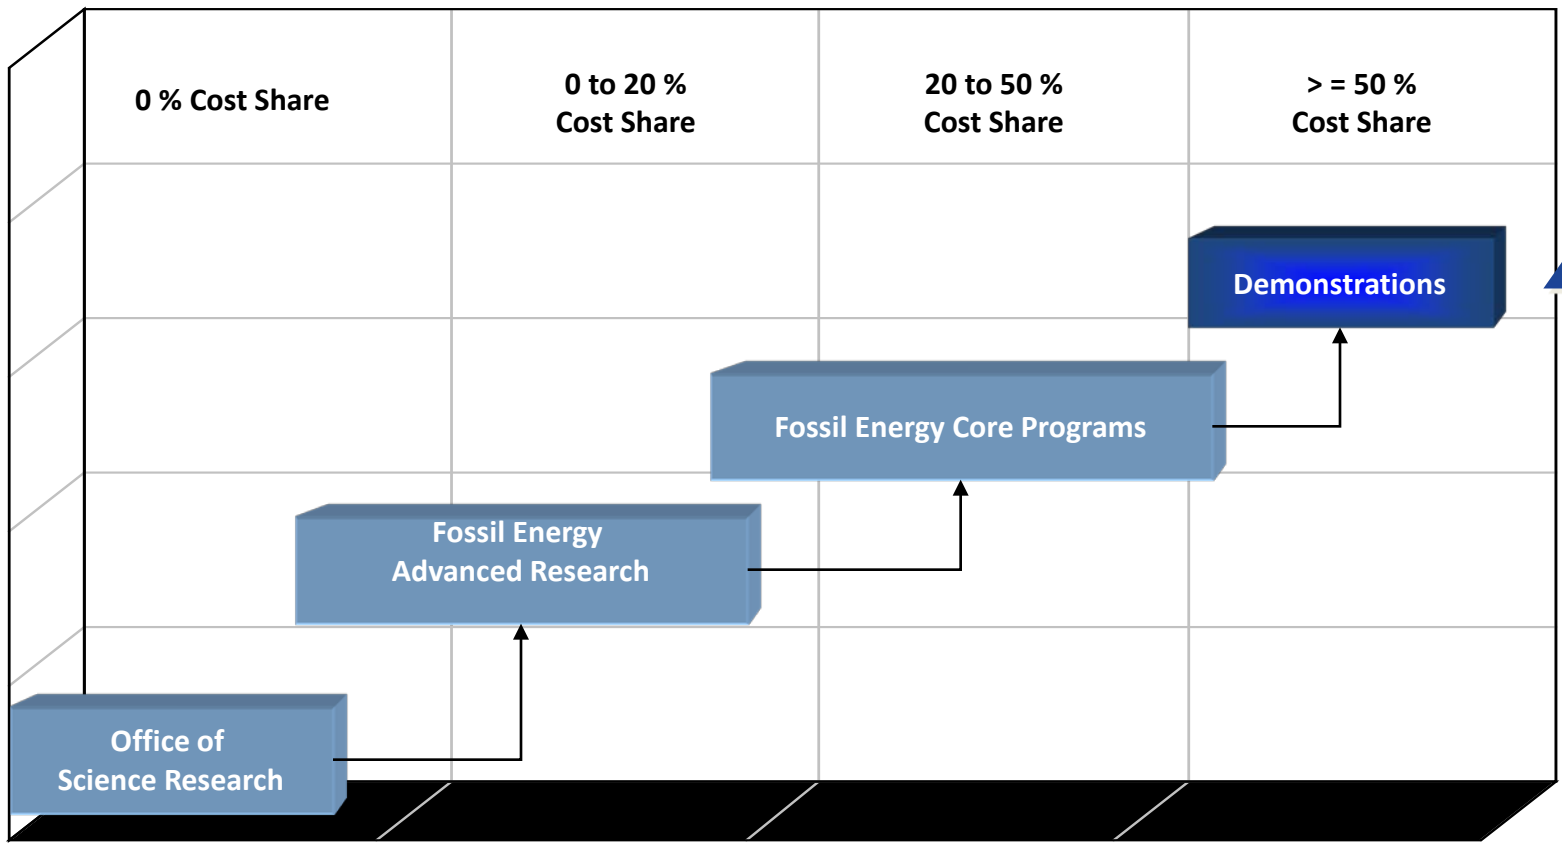 0 % Cost Share
0 to 20 %
Cost Share
20 to 50 %
Cost Share
> = 50 %
Cost Share
Demonstrations
Fossil Energy Core Programs
Fossil Energy
Advanced Research
Office of
Science Research